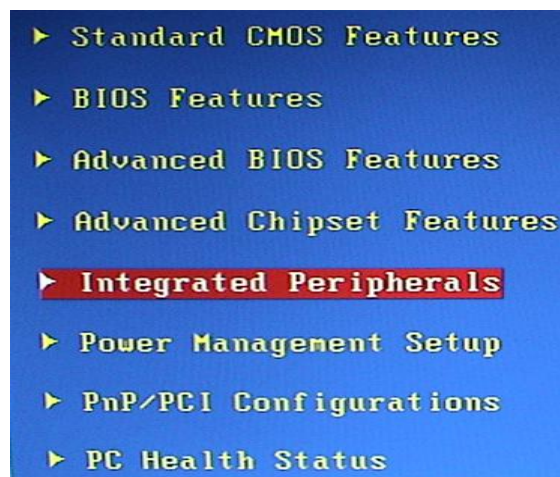 Standard CMOS Features
BIOS Features
Advanced BIOS Features
Advanced Chipset Features
Integrated Peripherals
Power Management Setup
PnP/PCI Configurations
PC Health Status